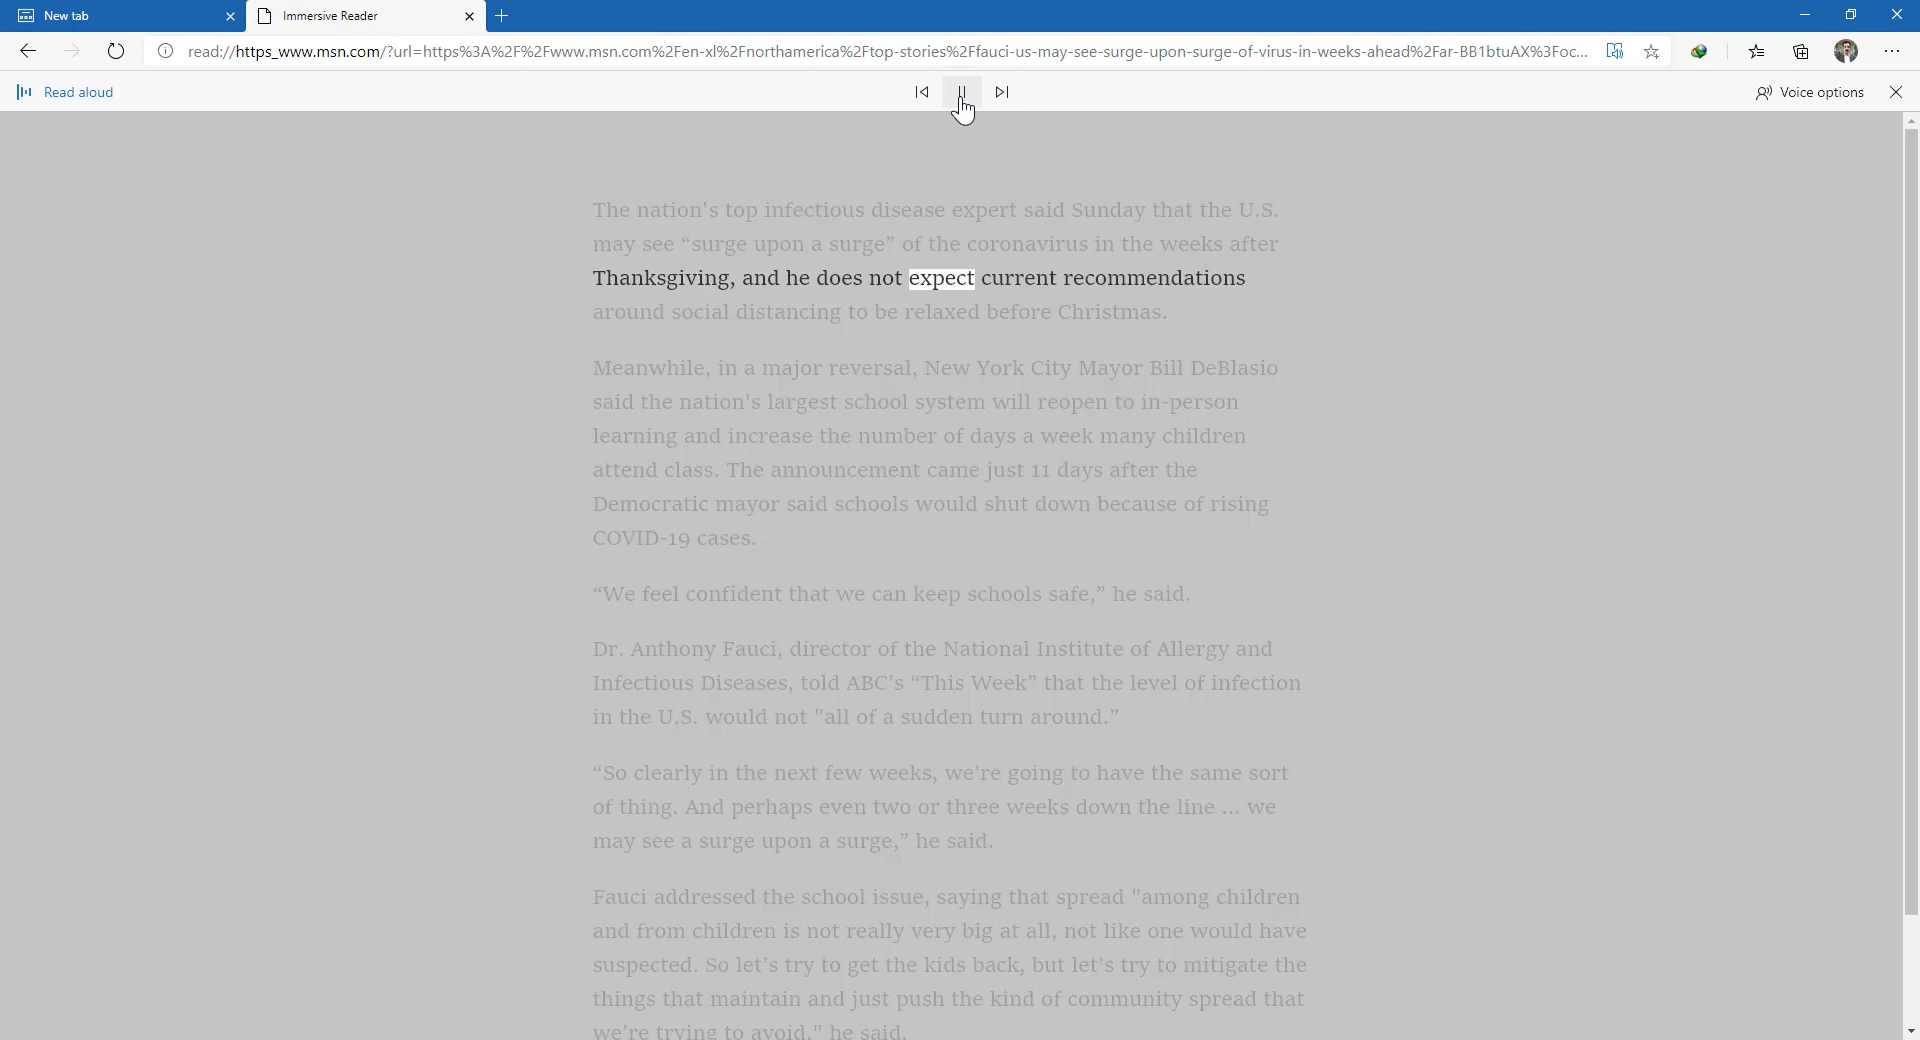 New tab
Immersive Reader
read://https_www.msn.com/?url=https%3A%2F%2Fwww.msn.com%2Fen-xl%2Fnorthamerica%2Ftop-stories%2Ffauci-us-may-see-surge-upon-surge-of-virus-in-weeks-ahead%2Far-BB1btuAX%3Foc...
Read aloud
Voice options
The nation's top infectious disease expert said Sunday that the U.S.
may see “surge upon a surge” of the coronavirus in the weeks after
Thanksgiving, and he does not expect current recommendations
around social distancing to be relaxed before Christmas.
Meanwhile, in a major reversal, New York City Mayor Bill DeBlasio
said the nation's largest school system will reopen to in-person
learning and increase the number of days a week many children
attend class. The announcement came just 11 days after the
Democratic mayor said schools would shut down because of rising
COVID-19 cases.
“We feel confident that we can keep schools safe,” he said.
Dr. Anthony Fauci, director of the National Institute of Allergy and
Infectious Diseases, told ABC’s “This Week” that the level of infection
in the U.S. would not "all of a sudden turn around.”
“So clearly in the next few weeks, we’re going to have the same sort
of thing. And perhaps even two or three weeks down the line ... we
may see a surge upon a surge,” he said.
Fauci addressed the school issue, saying that spread "among children
and from children is not really very big at all, not like one would have
suspected. So let’s try to get the kids back, but let’s try to mitigate the
things that maintain and just push the kind of community spread that
we’re trying to avoid," he said.